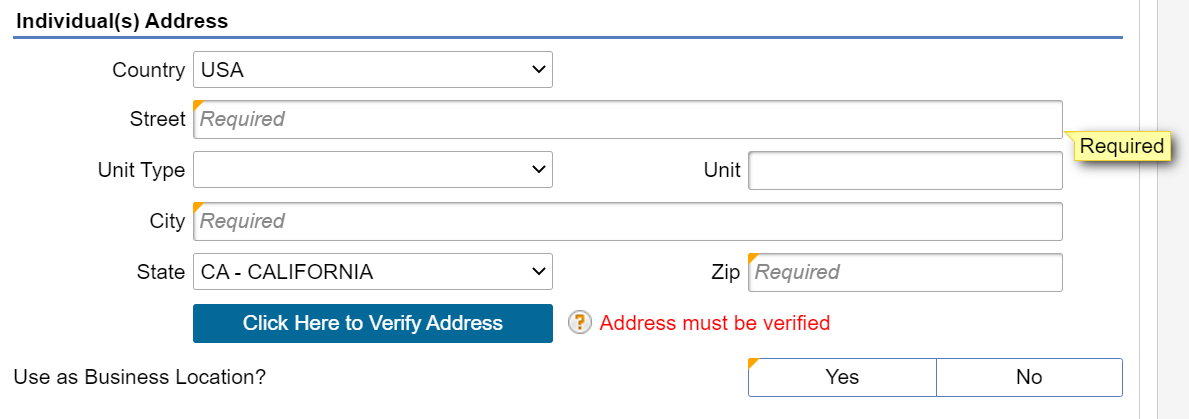 Individual(s) Address
Country USA
Street Required
Required
Unit Type Unit
City Required
State CA - CALIFORNIA Zip Required
Click Here to Verify Address ? Address must be verified
Use as Business Location? Yes No